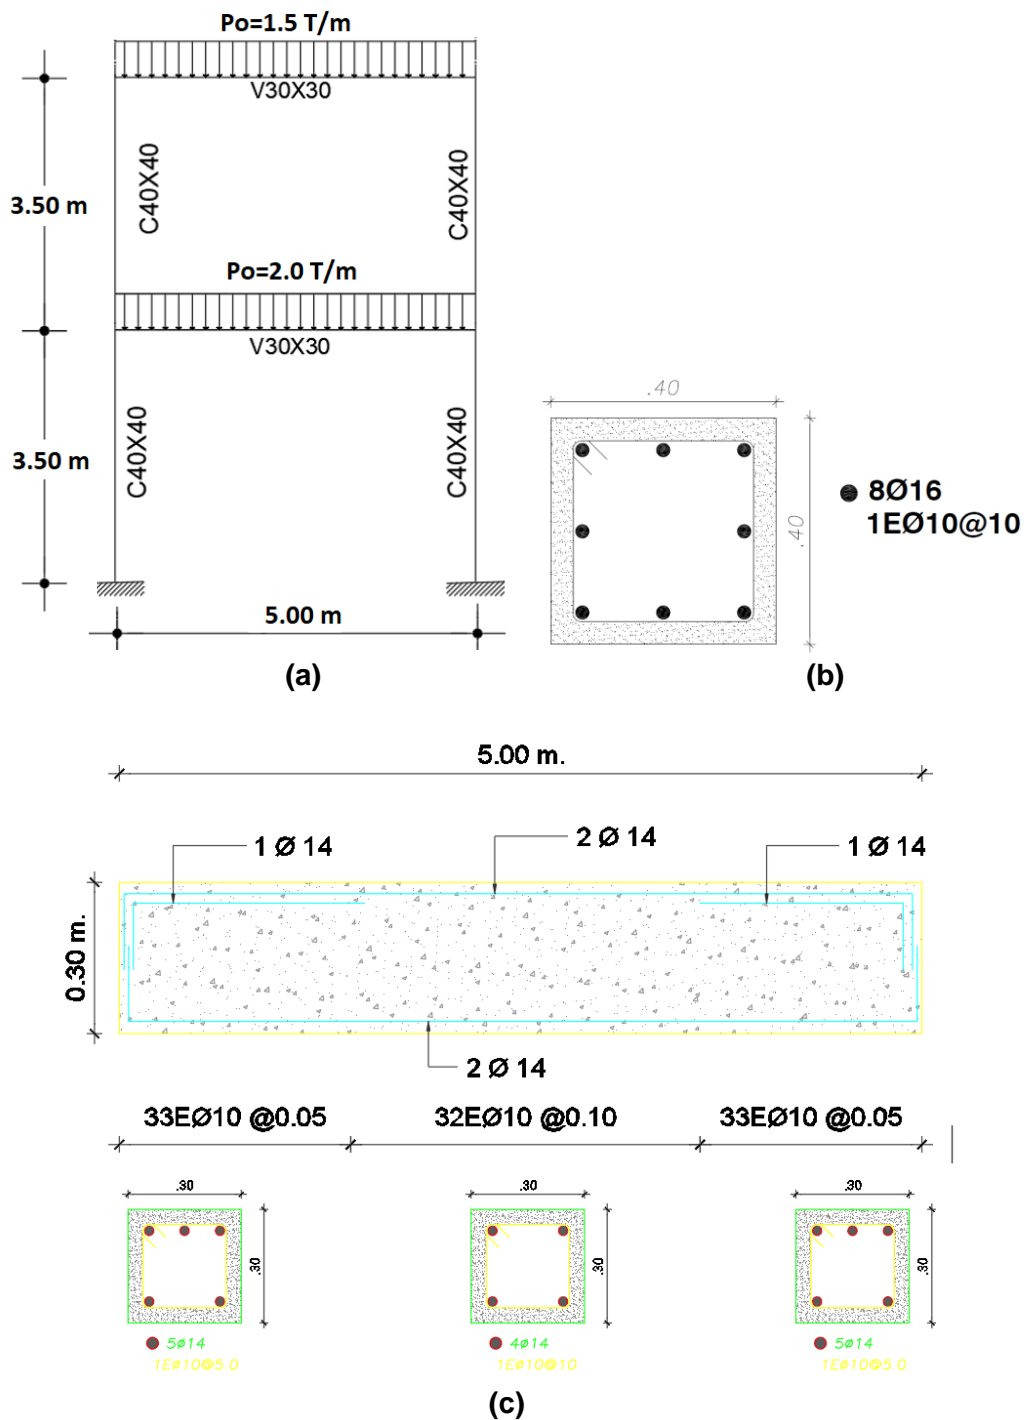 Po=1.5 T/m
V30X30
C40X40
C40X40
3.50 m
Po=2.0 T/m
V30X30
C40X40
C40X40
3.50 m
5.00 m
(a)
.40
.40
8Ø16
1EØ10@10
(b)
5.00 m.
1 Ø 14
2 Ø 14
1 Ø 14
0.30 m.
2 Ø 14
33EØ10 @0.05
32EØ10 @0.10
33EØ10 @0.05
.30
.30
.30
.30
.30
.30
5ø14
1Eø10@5.0
4ø14
1Eø10@10
5ø14
1Eø10@5.0
(c)